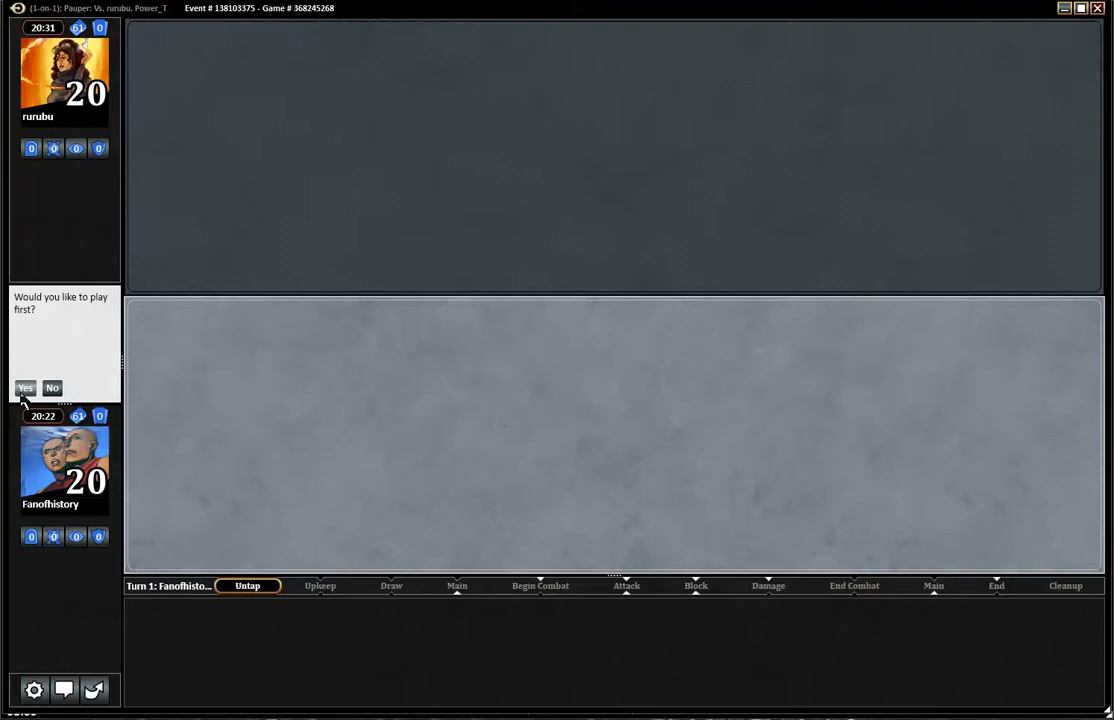 (1-on-1): Pauper: Vs. rurubu, Power_T
Event # 138103375 - Game # 368245268
20:31
61
0
20
rurubu
0
0
0
0
Would you like to play
first?
Yes
No
20:22
61
0
20
Fanofhistory
0
0
0
0
Turn 1: Fanofhisto...
Untap
Upkeep
Draw
Main
Begin Combat
Attack
Block
Damage
End Combat
Main
End
Cleanup